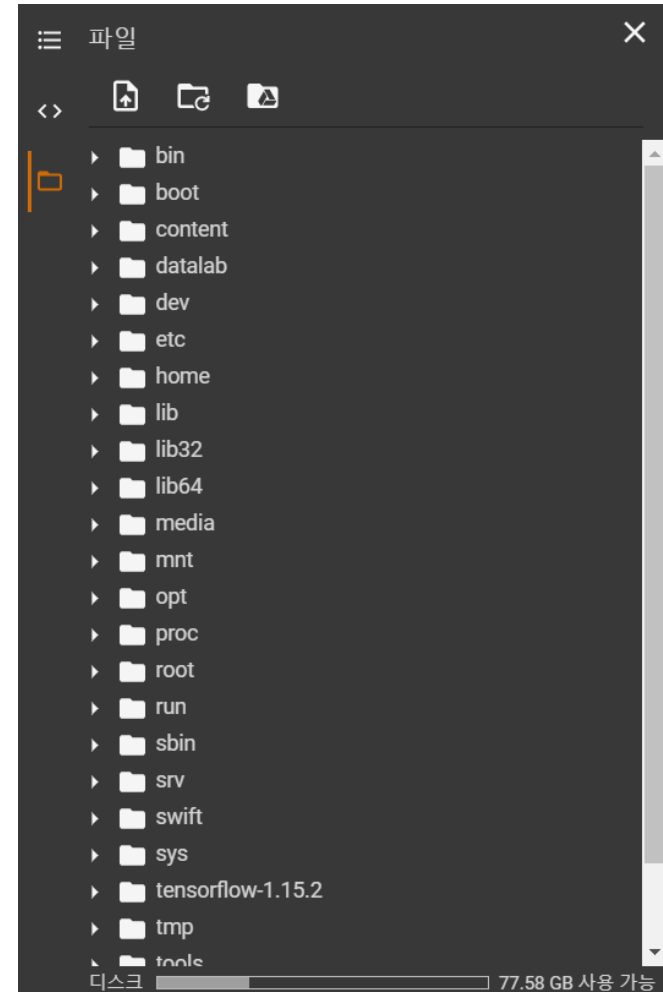 파일
bin
boot
content
datalab
dev
etc
home
lib
lib32
lib64
media
mnt
opt
proc
root
run
sbin
srv
swift
sys
tensorflow-1.15.2
tmp
tools
디스크 77.58 GB 사용 가능